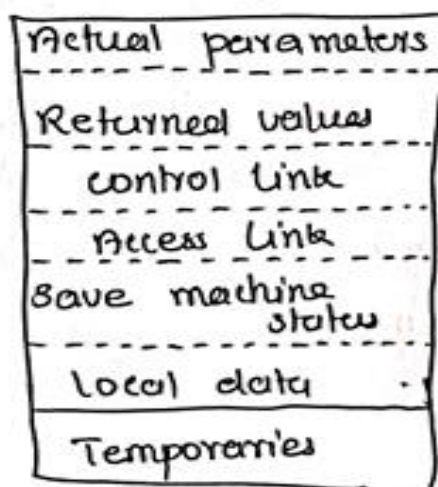 Actual parameters
Returned values
control link
Access link
Save machine
status
local data
Temporaries